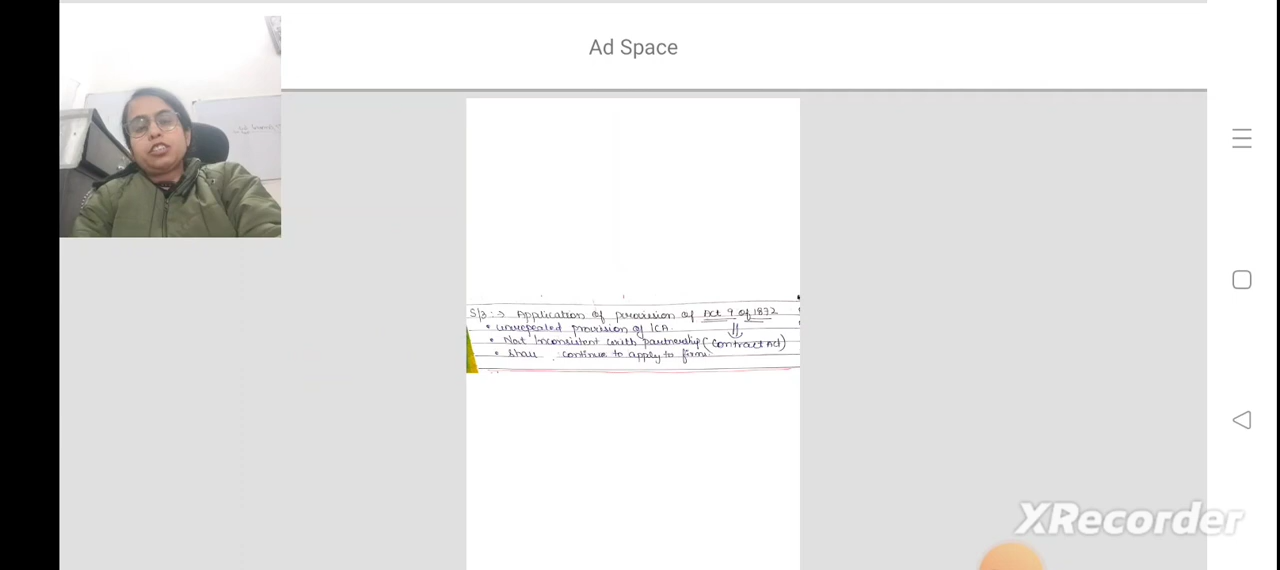 Ad Space
S/3 :→ Application of provision of Act 9 of 1872
• unrepealed provision of ICA.
• Not Inconsistent with partnership (Contract Act)
• Shall continue to apply to firms.
XRecorder